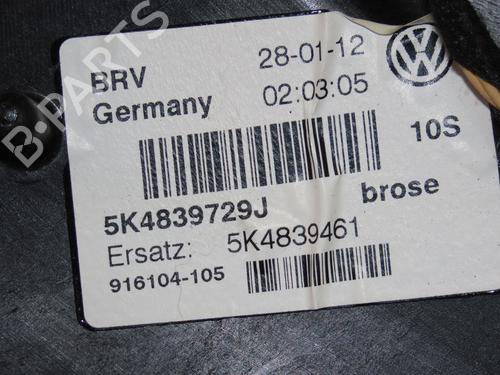 BRV 28-01-12
Germany 02:03:05
10S
5K4839729J brose
Ersatz: 5K4839461
916104-105
B-PARTS